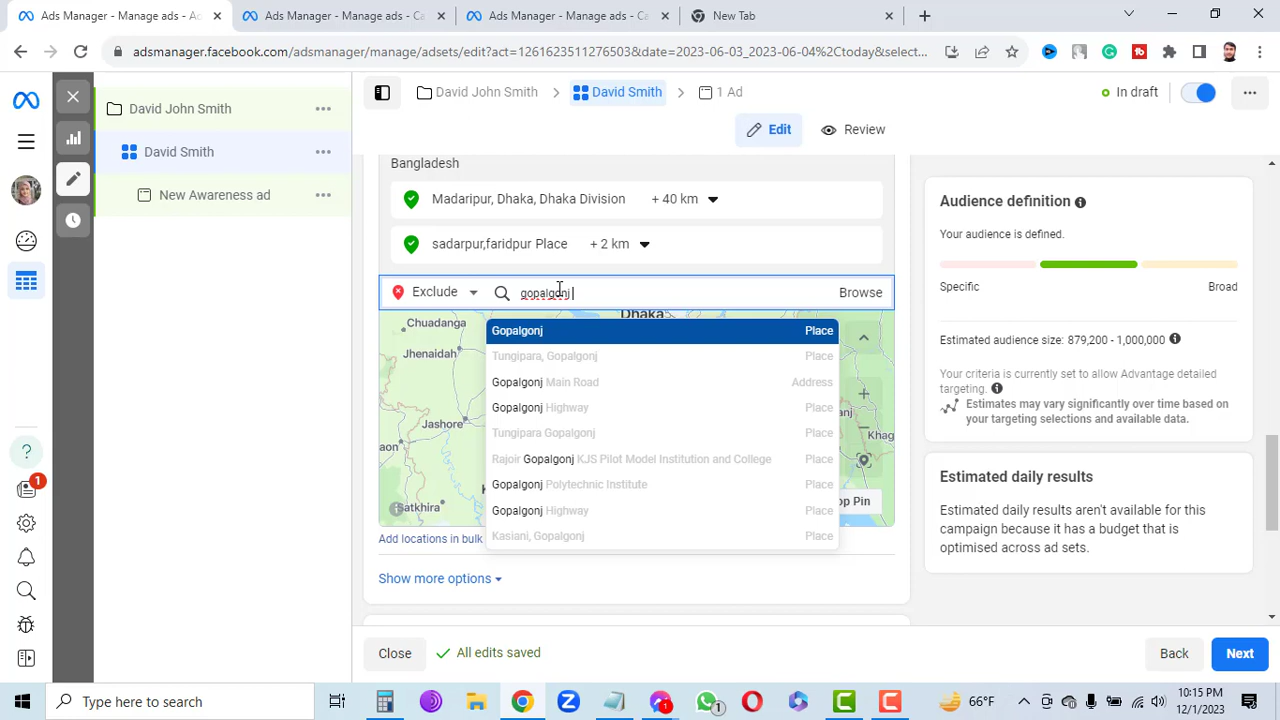 Ads Manager - Manage ads - Ads
Ads Manager - Manage ads - Ca
Ads Manager - Manage ads - Ca
New Tab
adsmanager.facebook.com/adsmanager/manage/adsets/edit?act=1261623511276503&date=2023-06-03_2023-06-04%2Ctoday&select...
David John Smith
David Smith
New Awareness ad
David John Smith
David Smith
1 Ad
In draft
Edit
Review
Bangladesh
Madaripur, Dhaka, Dhaka Division + 40 km
sadarpur,faridpur Place + 2 km
Exclude
gopalgonj
Browse
Dhaka
Chuadanga
Jhenaidah
Jashore
Satkhira
Khag
op Pin
Gopalgonj Place
Tungipara, Gopalgonj Place
Gopalgonj Main Road Address
Gopalgonj Highway Place
Tungipara Gopalgonj Place
Rajoir Gopalgonj KJS Pilot Model Institution and College Place
Gopalgonj Polytechnic Institute Place
Gopalgonj Highway Place
Kasiani, Gopalgonj Place
Add locations in bulk
Show more options
Audience definition
Your audience is defined.
Specific Broad
Estimated audience size: 879,200 - 1,000,000
Your criteria is currently set to allow Advantage detailed
targeting.
Estimates may vary significantly over time based on
your targeting selections and available data.
Estimated daily results
Estimated daily results aren't available for this
campaign because it has a budget that is
optimised across ad sets.
Close
All edits saved
Back
Next
1
Type here to search
1
1
66°F
10:15 PM
12/1/2023